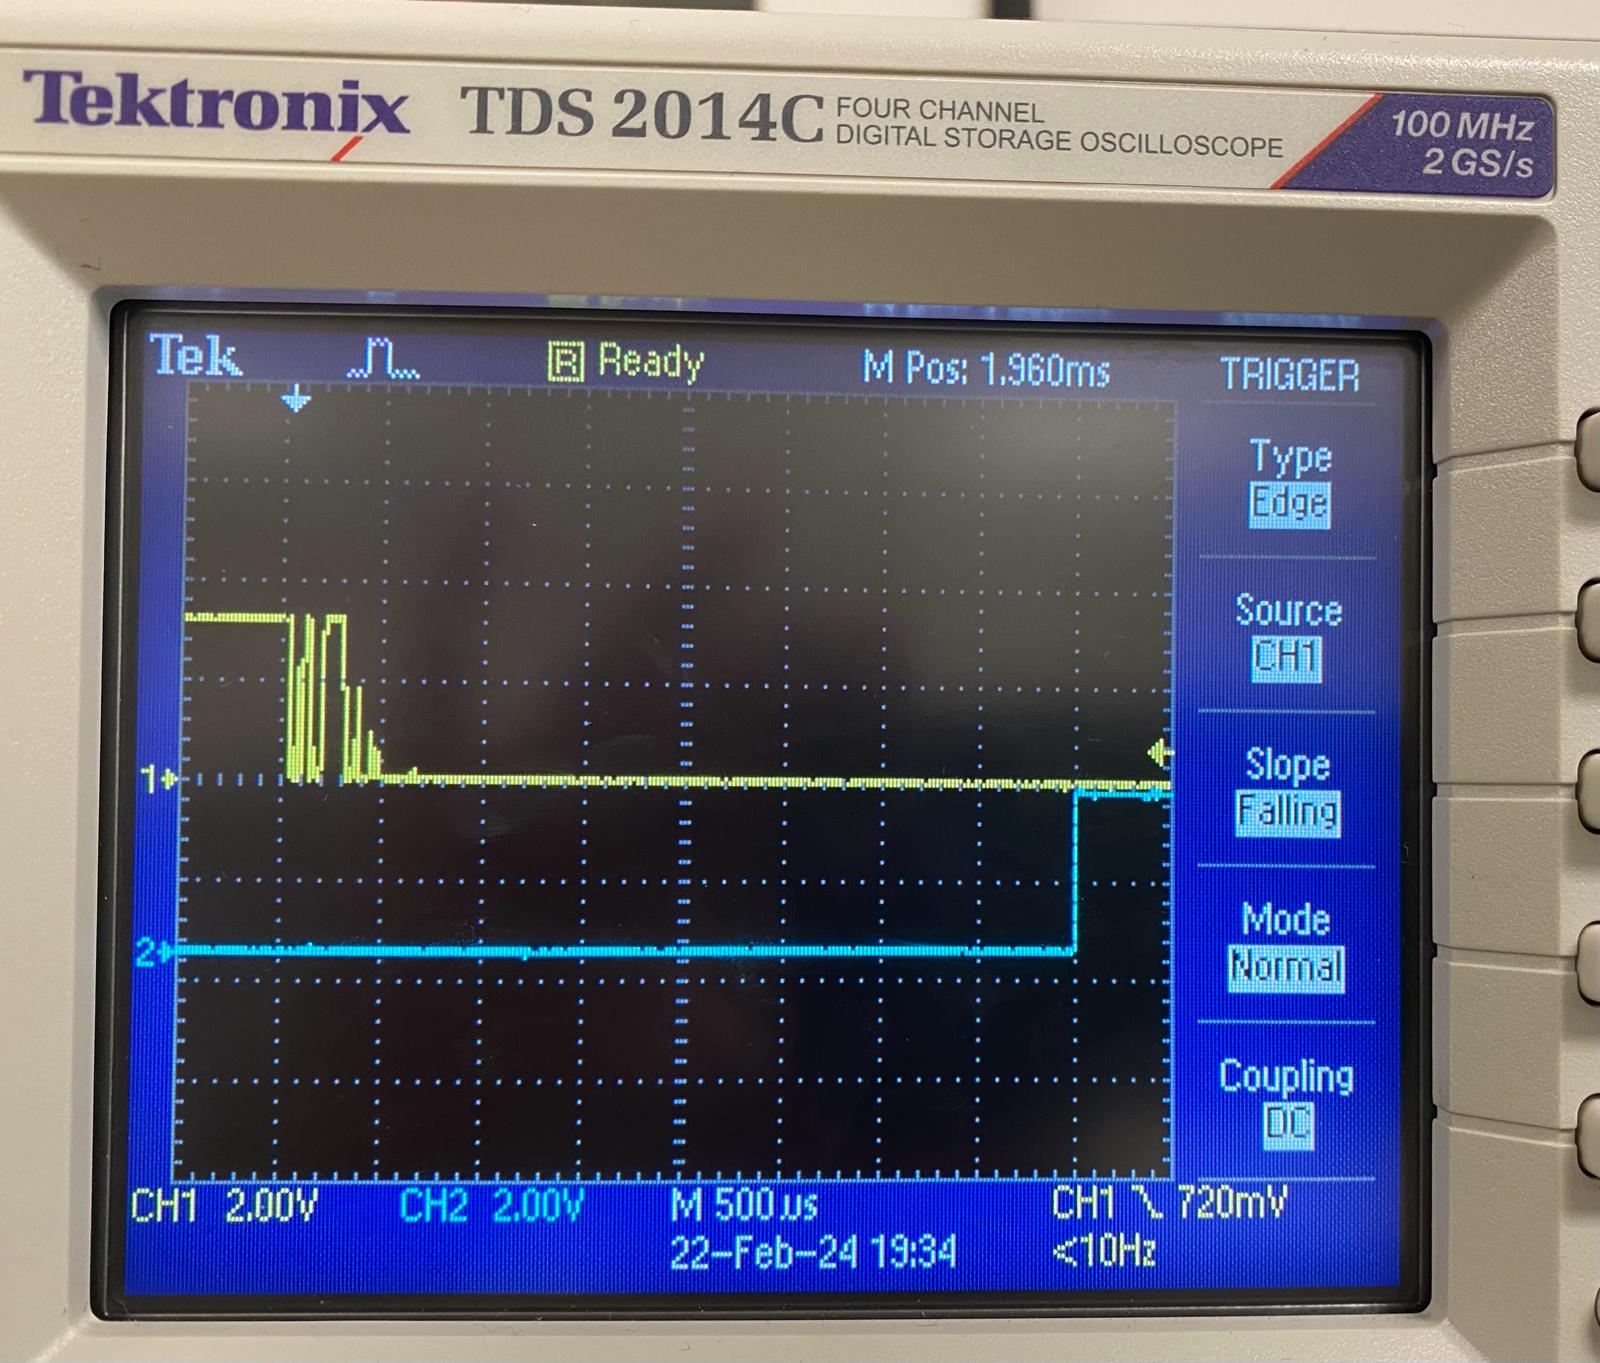 Tektronix TDS 2014C FOUR CHANNEL
DIGITAL STORAGE OSCILLOSCOPE
100 MHz
2 GS/s
Tek R Ready M Pos: 1.960ms TRIGGER
Type
Edge
Source
CH1
Slope
Falling
Mode
Normal
Coupling
DC
1
2
CH1 2.00V CH2 2.00V M 500µs CH1 720mV
22-Feb-24 19:34 <10Hz